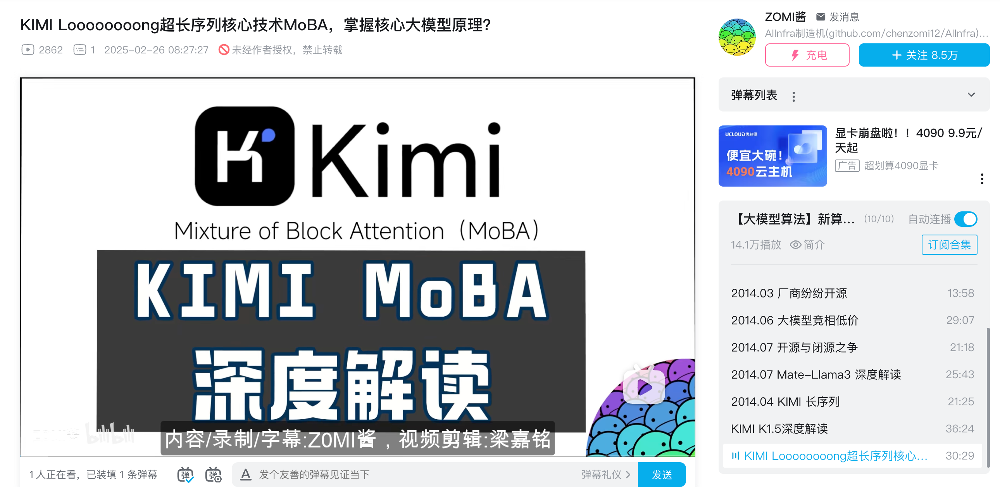 KIMI Looooooooong超长序列核心技术MoBA，掌握核心大模型原理?
2862 1 2025-02-26 08:27:27 未经作者授权，禁止转载
Kimi
Mixture of Block Attention（MoBA）
KIMI MoBA
深度解读
bilibili
内容/录制/字幕:Z0MI酱，视频剪辑:梁嘉铭
1 人正在看，已装填 1 条弹幕
发个友善的弹幕见证当下
弹幕礼仪
发送
ZOMI酱 发消息
AIInfra制造机(github.com/chenzomi12/AIInfra)...
充电
+ 关注 8.5万
弹幕列表
UCLOUD优刻得
便宜大碗！
4090云主机
显卡崩盘啦！！4090 9.9元/
天起
广告 超划算4090显卡
【大模型算法】新算... (10/10) 自动连播
14.1万播放 简介
订阅合集
2014.03 厂商纷纷开源 13:58
2014.06 大模型竞相低价 29:07
2014.07 开源与闭源之争 21:18
2014.07 Mate-Llama3 深度解读 25:43
2014.04 KIMI 长序列 21:25
KIMI K1.5深度解读 36:24
KIMI Looooooooong超长序列核心... 30:29